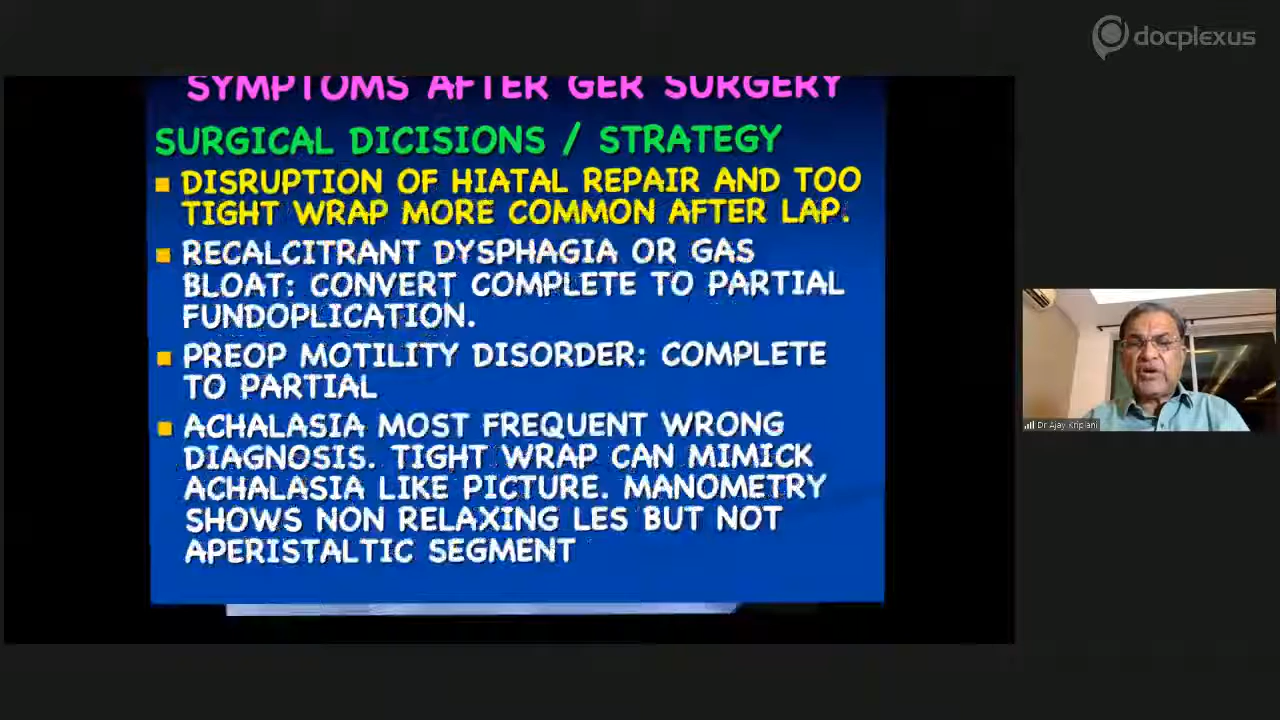 docplexus
SYMPTOMS AFTER GER SURGERY
SURGICAL DICISIONS / STRATEGY
DISRUPTION OF HIATAL REPAIR AND TOO
TIGHT WRAP MORE COMMON AFTER LAP.
RECALCITRANT DYSPHAGIA OR GAS
BLOAT: CONVERT COMPLETE TO PARTIAL
FUNDOPLICATION.
PREOP MOTILITY DISORDER: COMPLETE
TO PARTIAL
ACHALASIA MOST FREQUENT WRONG
DIAGNOSIS. TIGHT WRAP CAN MIMICK
ACHALASIA LIKE PICTURE. MANOMETRY
SHOWS NON RELAXING LES BUT NOT
APERISTALTIC SEGMENT
Dr Ajay Kriplani